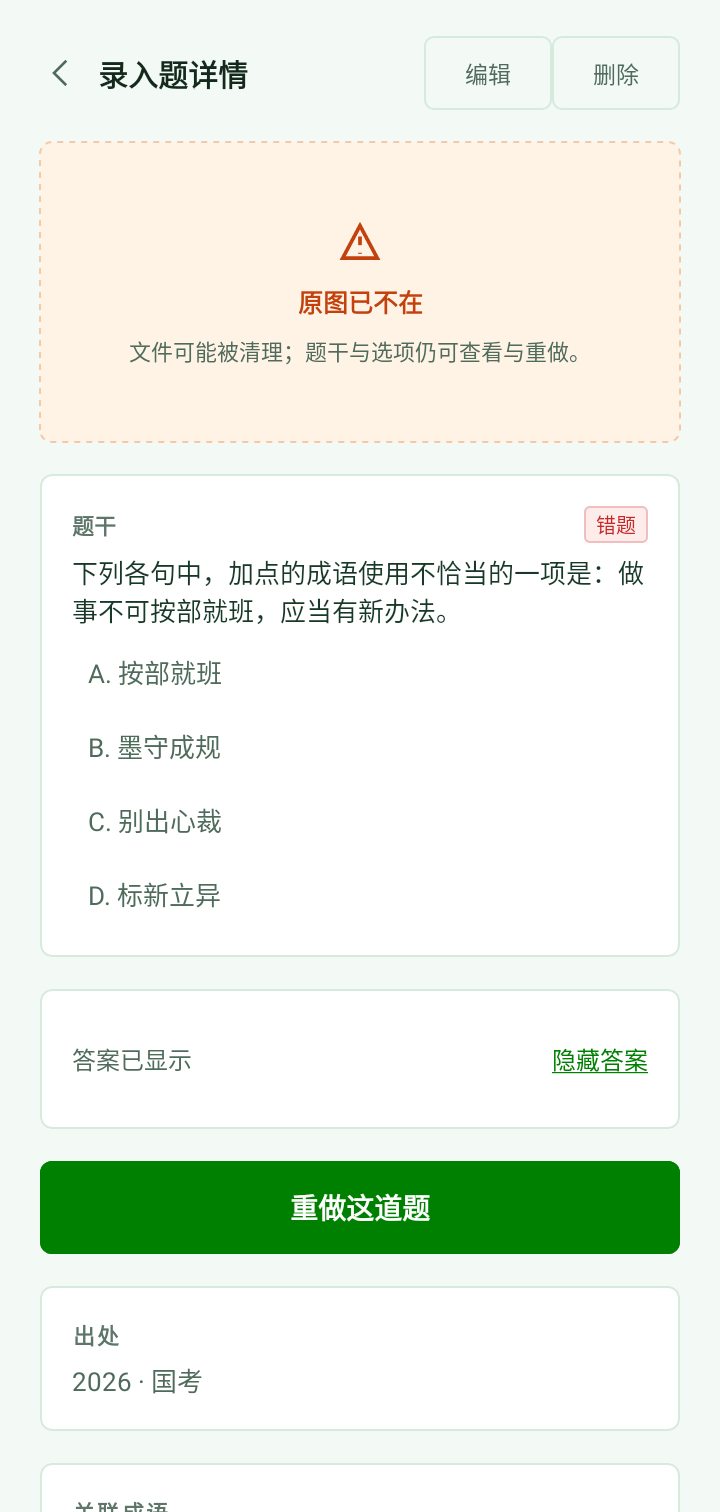 录入题详情
编辑
删除
原图已不在
文件可能被清理；题干与选项仍可查看与重做。
题干
错题
下列各句中，加点的成语使用不恰当的一项是：做
事不可按部就班，应当有新办法。
A. 按部就班
B. 墨守成规
C. 别出心裁
D. 标新立异
答案已显示
隐藏答案
重做这道题
出处
2026 · 国考
关联成语